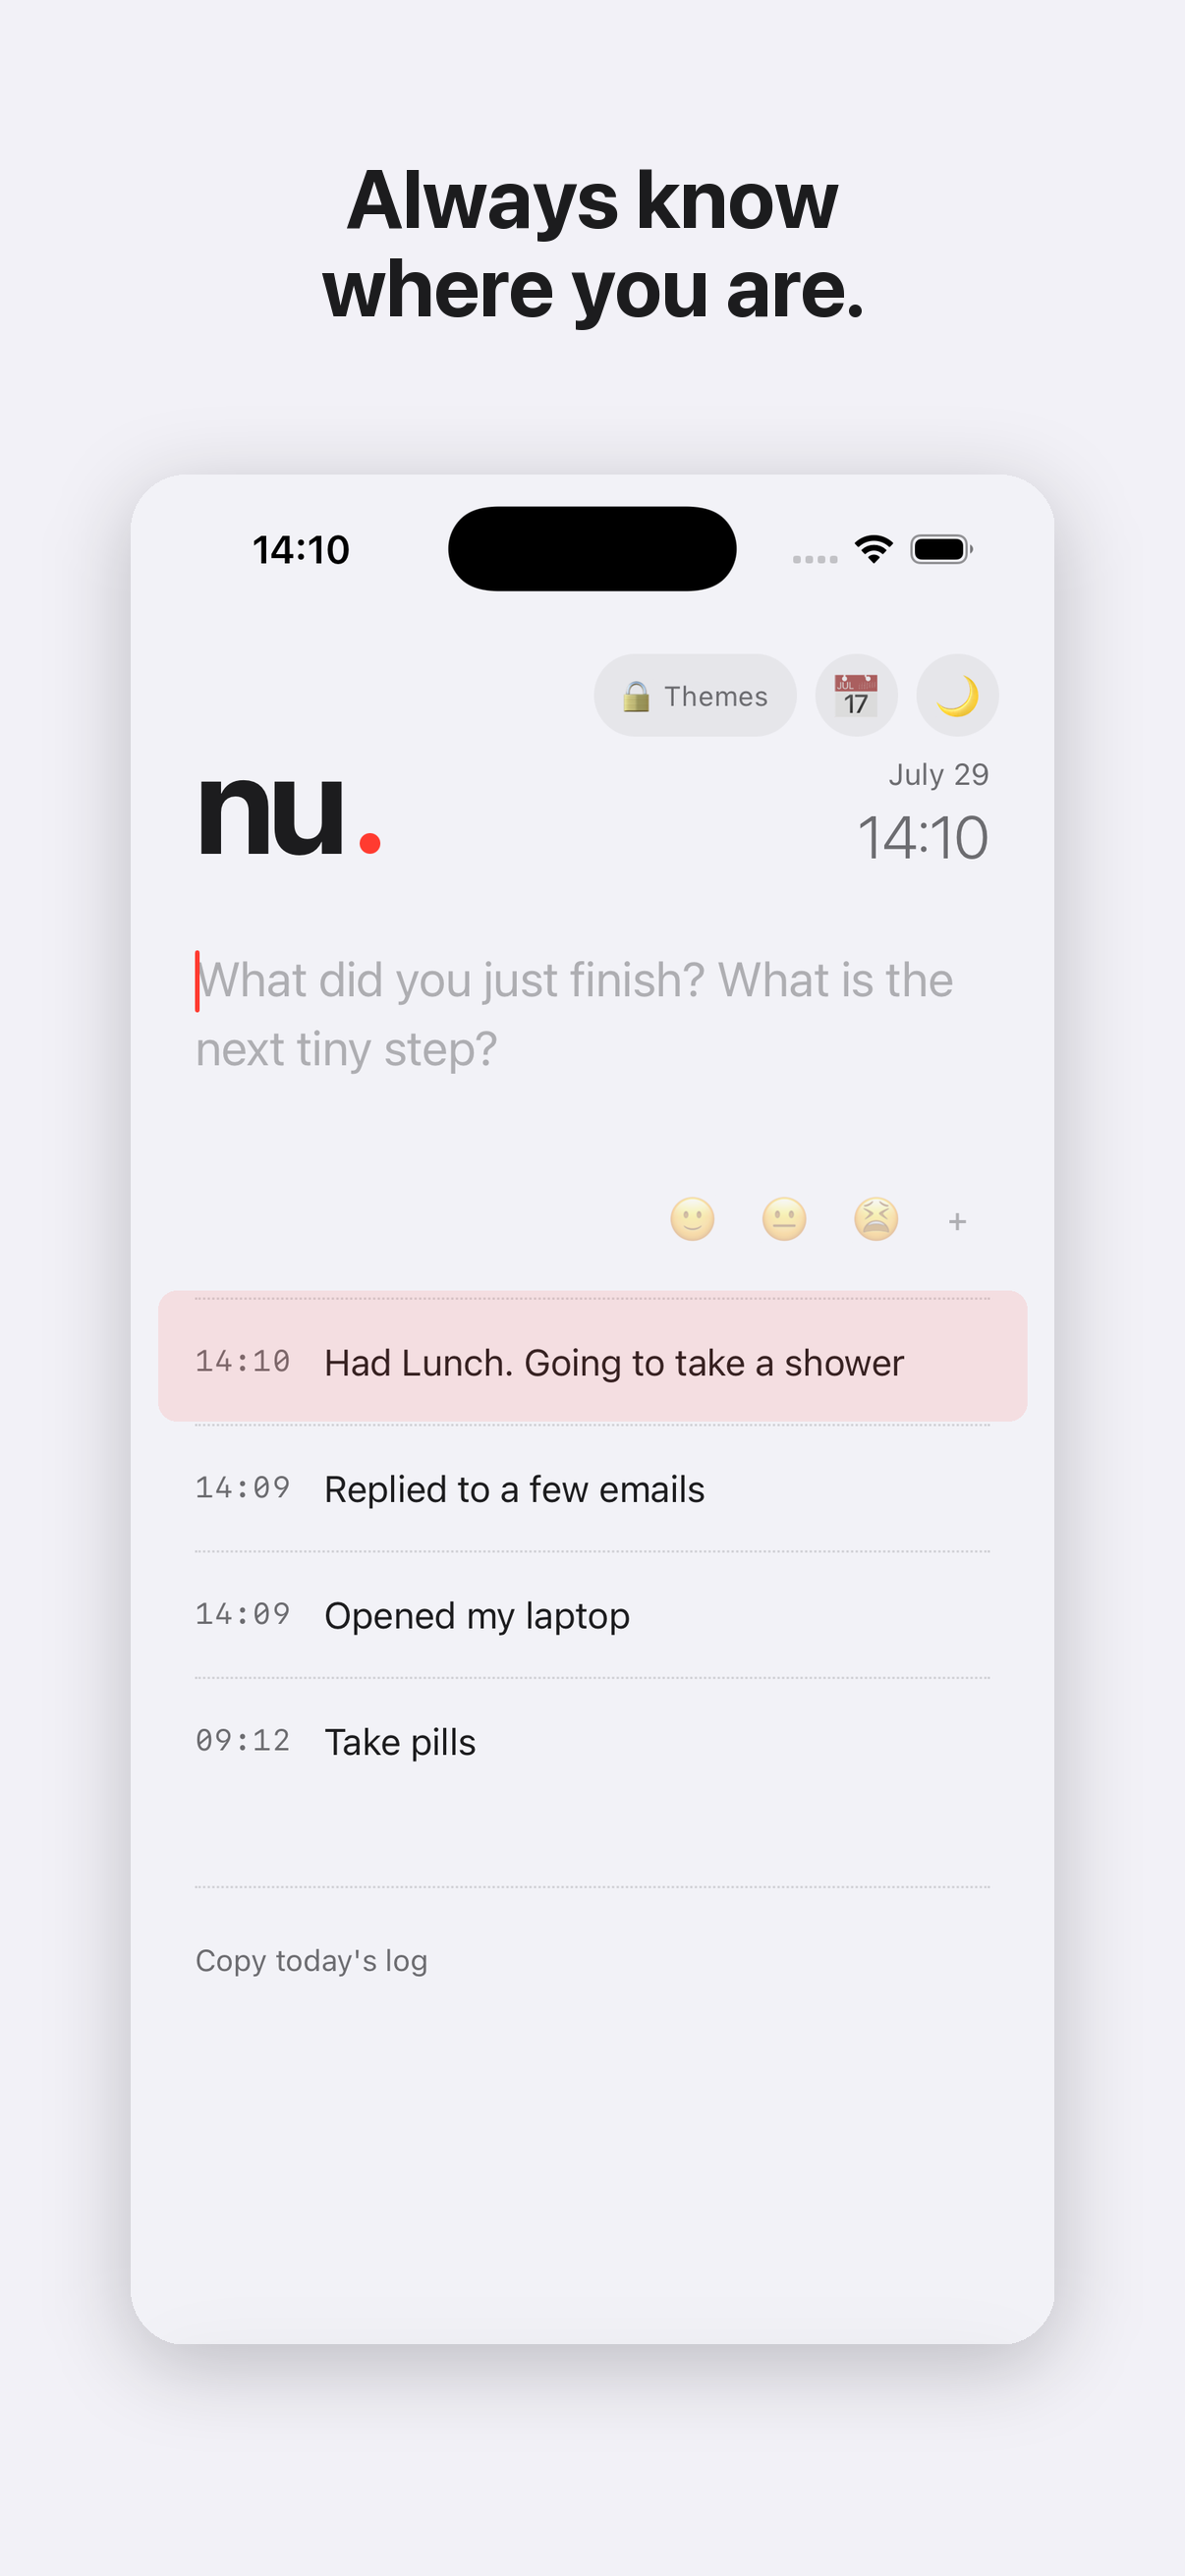 Always know
where you are.
14:10
🔒 Themes
JUL
17
🌙
July 29
nu.
14:10
What did you just finish? What is the
next tiny step?
🙂 😐 😫 +
14:10 Had Lunch. Going to take a shower
14:09 Replied to a few emails
14:09 Opened my laptop
09:12 Take pills
Copy today's log